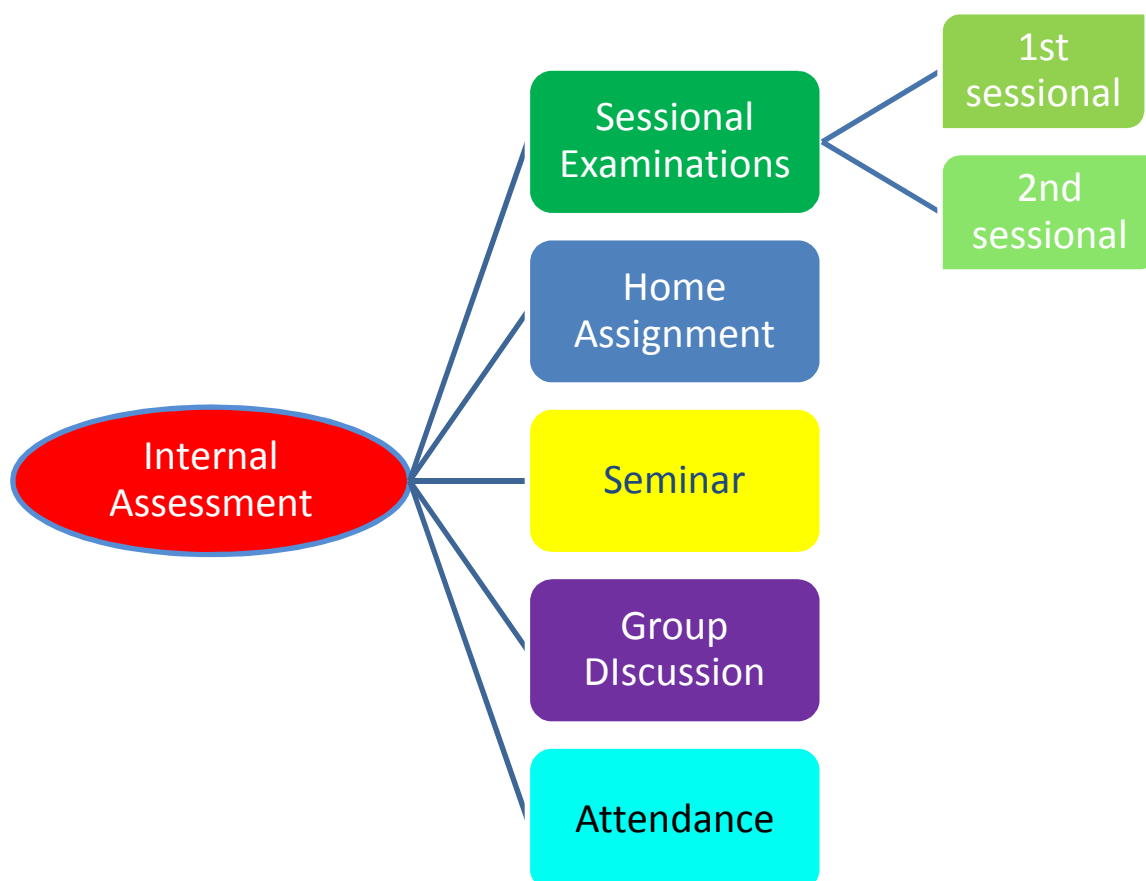 Internal
Assessment
Sessional
Examinations
1st
sessional
2nd
sessional
Home
Assignment
Seminar
Group
DIscussion
Attendance